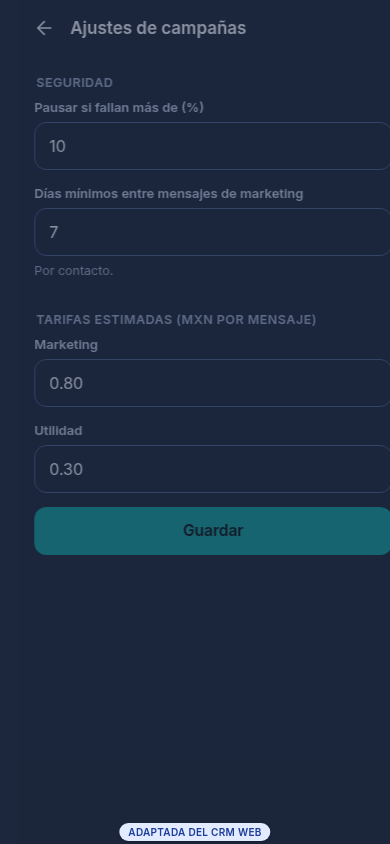 Ajustes de campañas
SEGURIDAD
Pausar si fallan más de (%)
10
Días mínimos entre mensajes de marketing
7
Por contacto.
TARIFAS ESTIMADAS (MXN POR MENSAJE)
Marketing
0.80
Utilidad
0.30
Guardar
ADAPTADA DEL CRM WEB